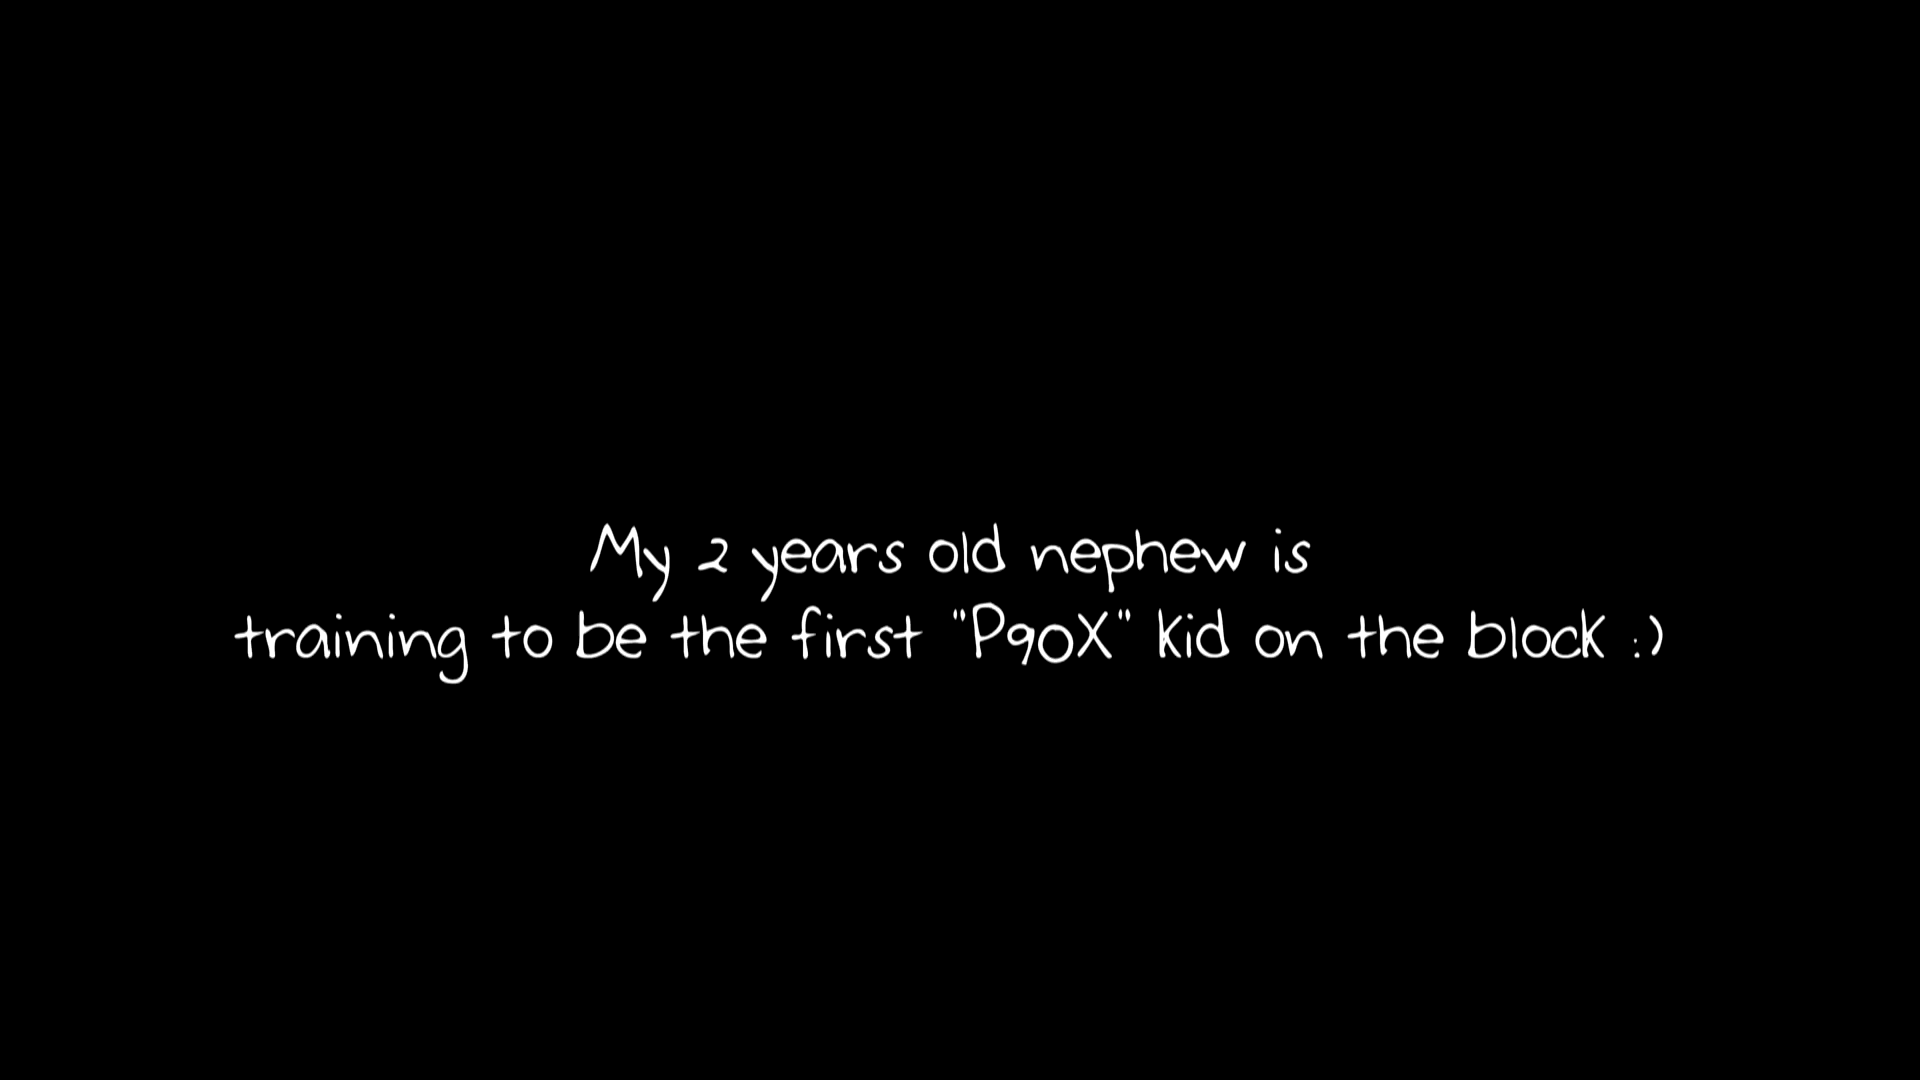 My 2 years old nephew is
training to be the first "P90X" kid on the block :)